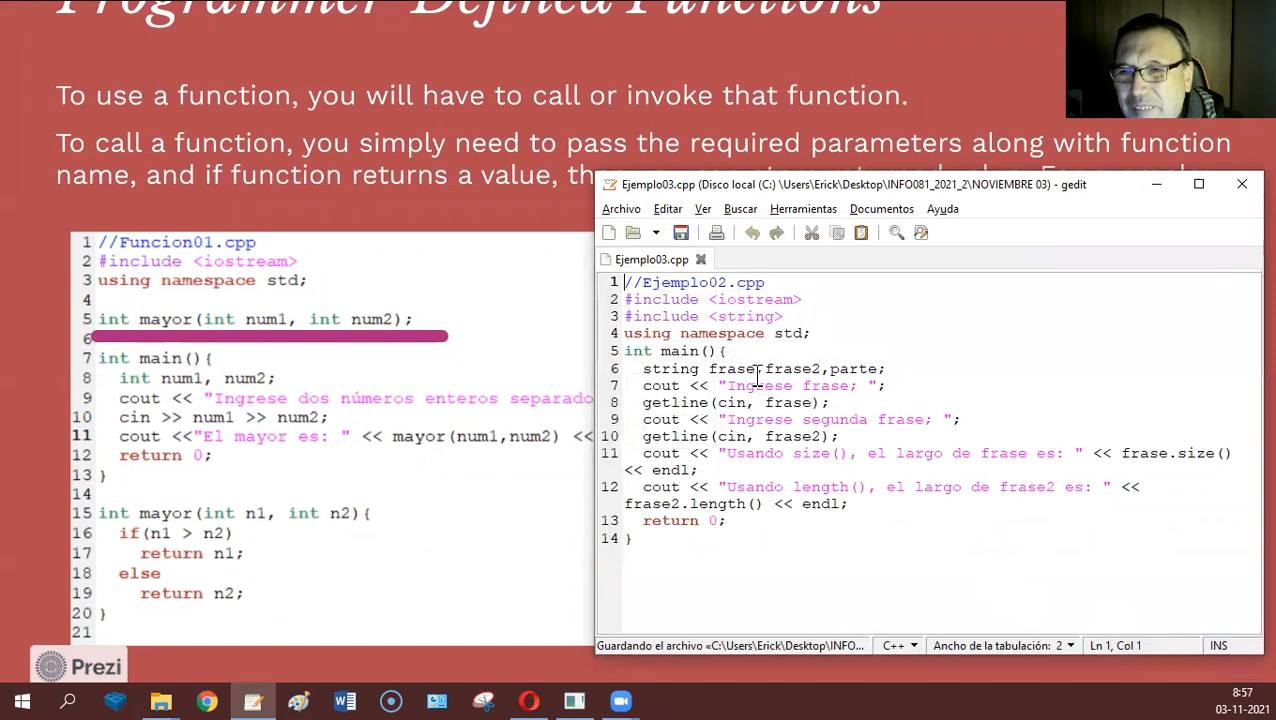 Programmer Defined Functions
To use a function, you will have to call or invoke that function.
To call a function, you simply need to pass the required parameters along with function
name, and if function returns a value,
1 //Funcion01.cpp
2 #include <iostream>
3 using namespace std;
4
5 int mayor(int num1, int num2);
6
7 int main(){
8 int num1, num2;
9 cout << "Ingrese dos números enteros separado
10 cin >> num1 >> num2;
11 cout <<"El mayor es: " << mayor(num1,num2) <<
12 return 0;
13 }
14
15 int mayor(int n1, int n2){
16 if(n1 > n2)
17 return n1;
18 else
19 return n2;
20 }
21
Prezi
Ejemplo03.cpp (Disco local (C:) \Users\Erick\Desktop\INFO081_2021_2\NOVIEMBRE 03) - gedit
Archivo Editar Ver Buscar Herramientas Documentos Ayuda
Ejemplo03.cpp
1 //Ejemplo02.cpp
2 #include <iostream>
3 #include <string>
4 using namespace std;
5 int main(){
6 string frase,frase2,parte;
7 cout << "Ingrese frase; ";
8 getline(cin, frase);
9 cout << "Ingrese segunda frase; ";
10 getline(cin, frase2);
11 cout << "Usando size(), el largo de frase es: " << frase.size()
<< endl;
12 cout << "Usando length(), el largo de frase2 es: " <<
frase2.length() << endl;
13 return 0;
14 }
Guardando el archivo «C:\Users\Erick\Desktop\INFO... C++ Ancho de la tabulación: 2 Ln 1, Col 1 INS
8:57
03-11-2021